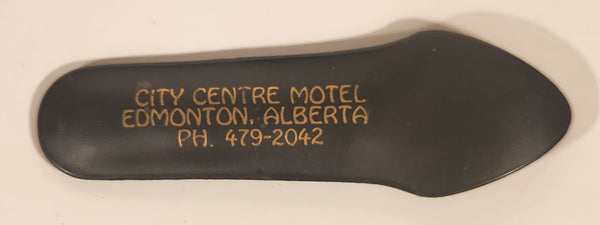 CITY CENTRE MOTEL
EDMONTON, ALBERTA
PH. 479-2042